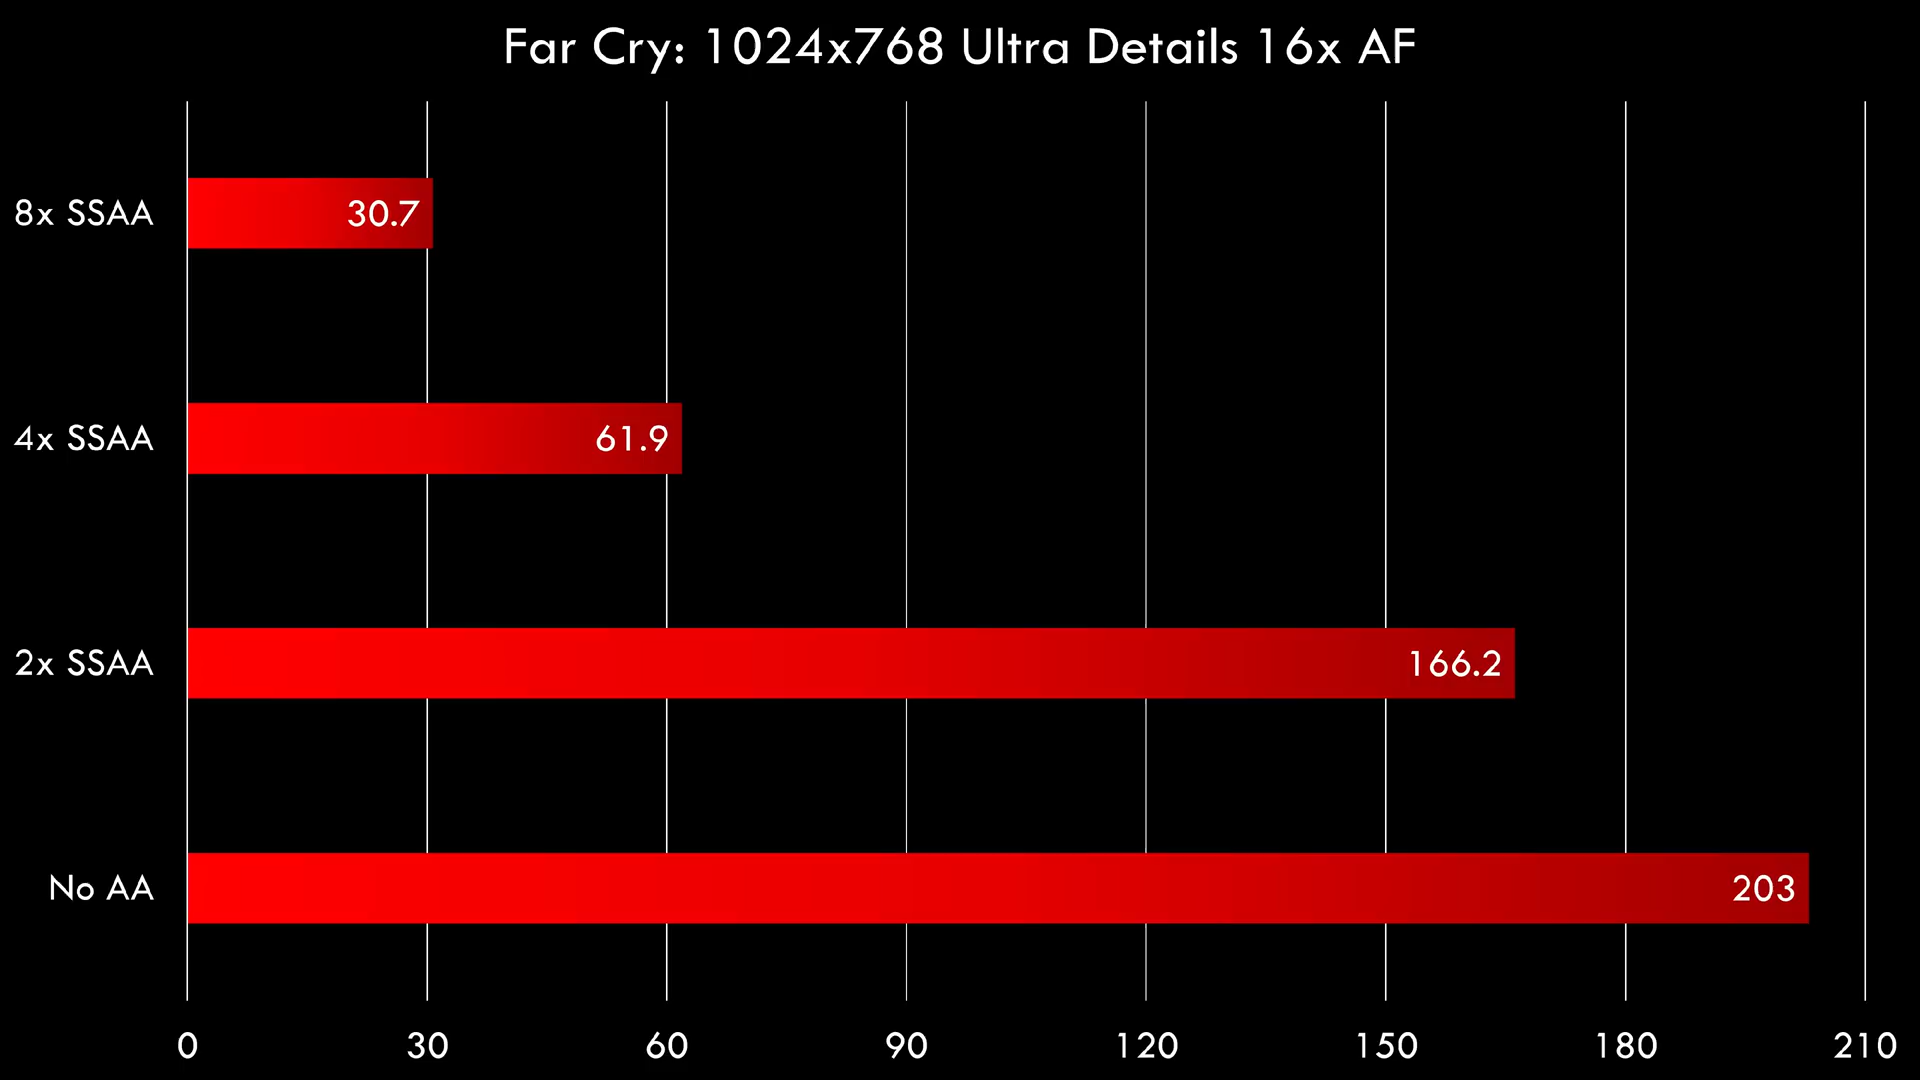 Far Cry: 1024x768 Ultra Details 16x AF
8x SSAA 30.7
4x SSAA 61.9
2x SSAA 166.2
No AA 203
0 30 60 90 120 150 180 210